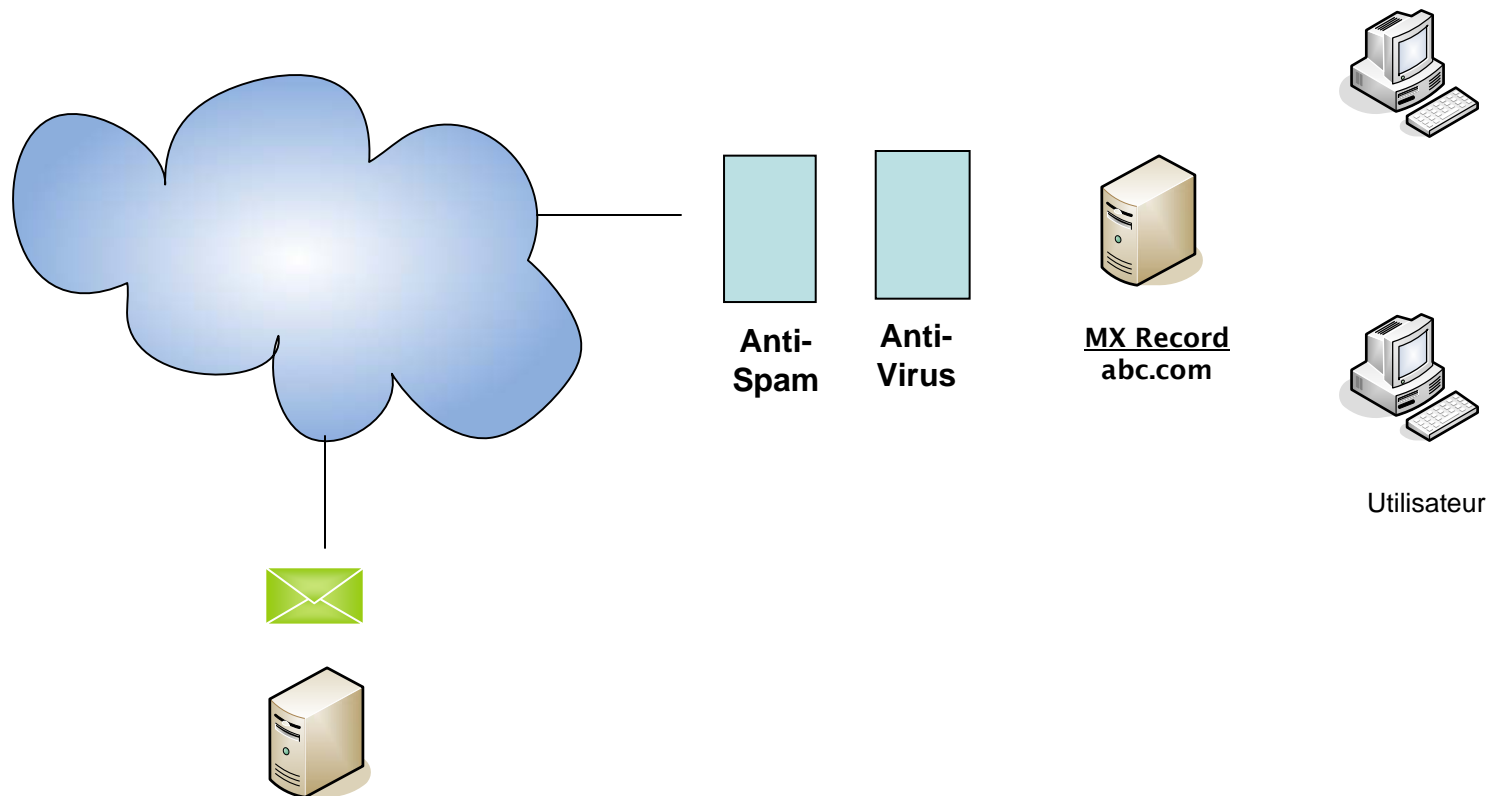 Anti-
Spam
Anti-
Virus
MX Record
abc.com
Utilisateur